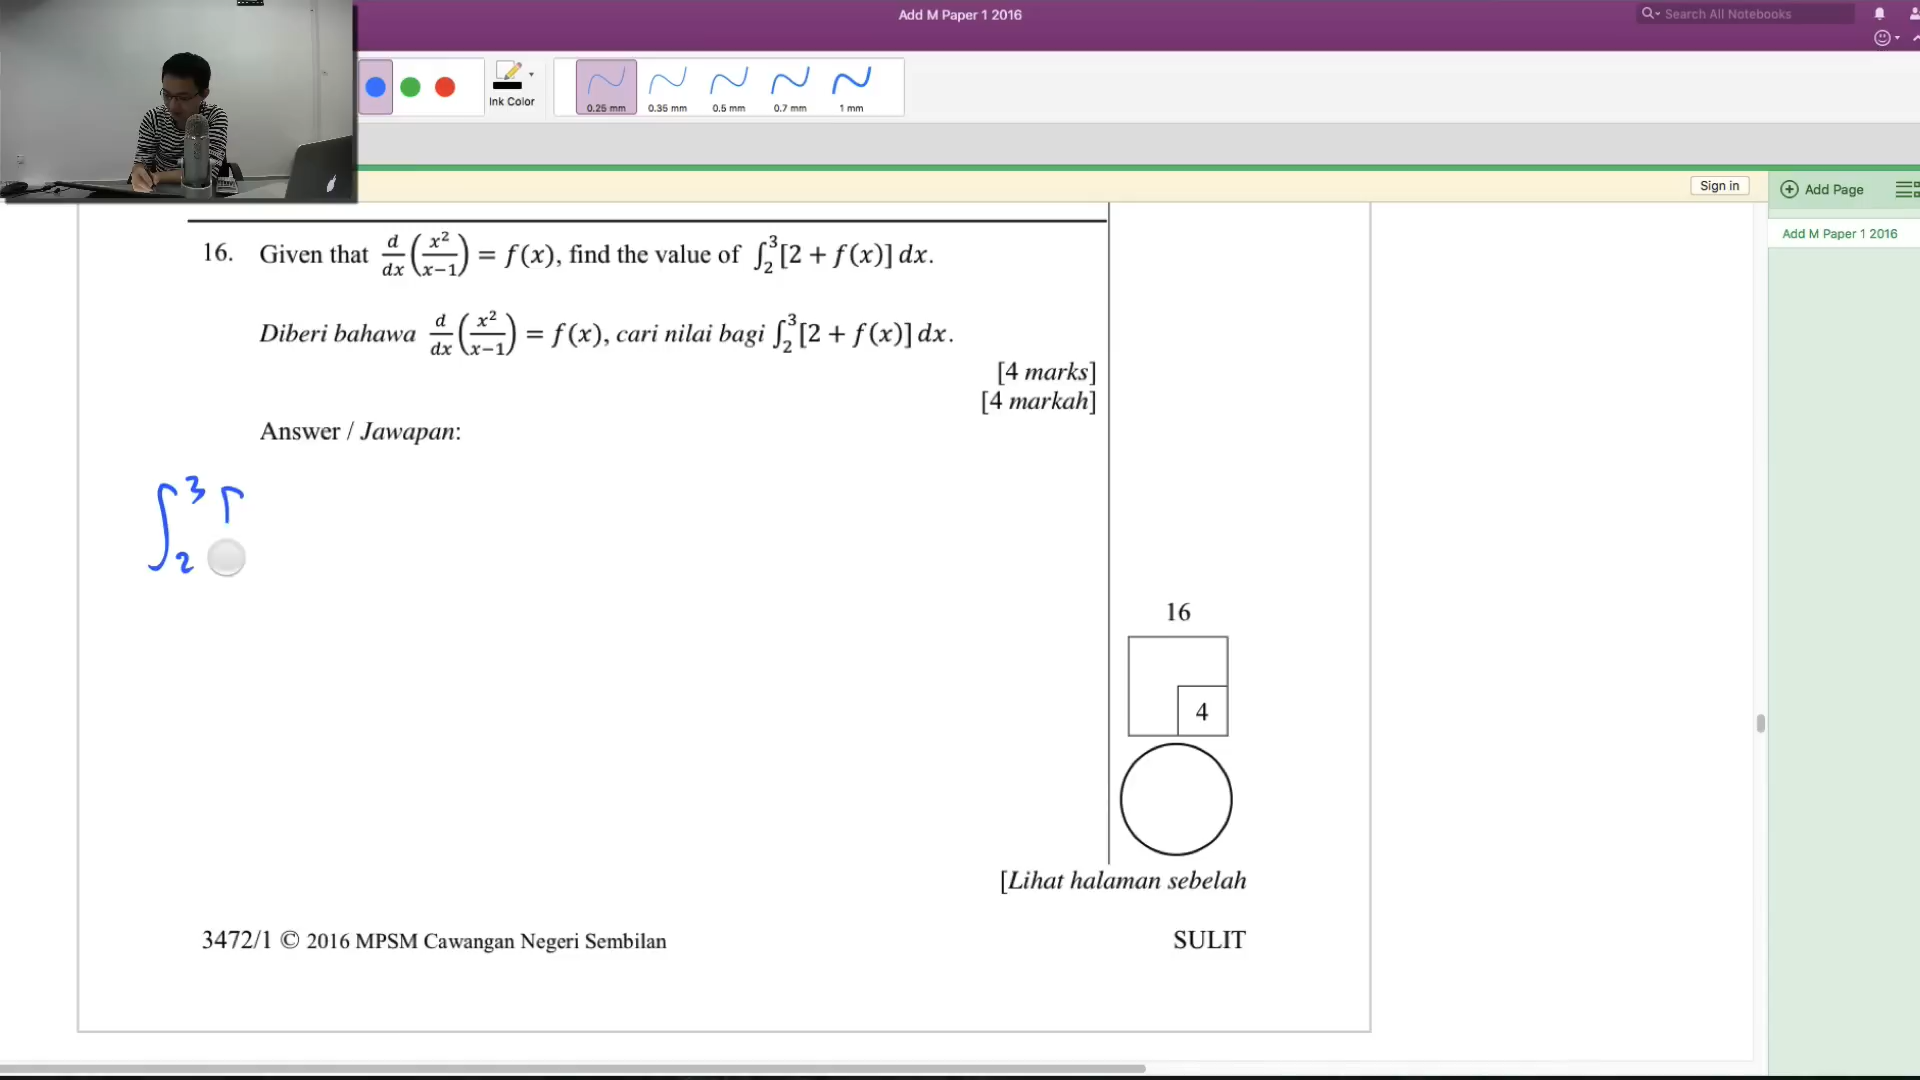 Add M Paper 1 2016
Search All Notebooks
Ink Color
0.25 mm
0.35 mm
0.5 mm
0.7 mm
1 mm
Sign in
Add Page
Add M Paper 1 2016
16. Given that d/dx (x²/(x−1)) = f(x), find the value of ∫₂³[2 + f(x)] dx.
Diberi bahawa d/dx (x²/(x−1)) = f(x), cari nilai bagi ∫₂³[2 + f(x)] dx.
[4 marks]
[4 markah]
Answer / Jawapan:
∫₂³ [
16
4
[Lihat halaman sebelah
3472/1 © 2016 MPSM Cawangan Negeri Sembilan
SULIT